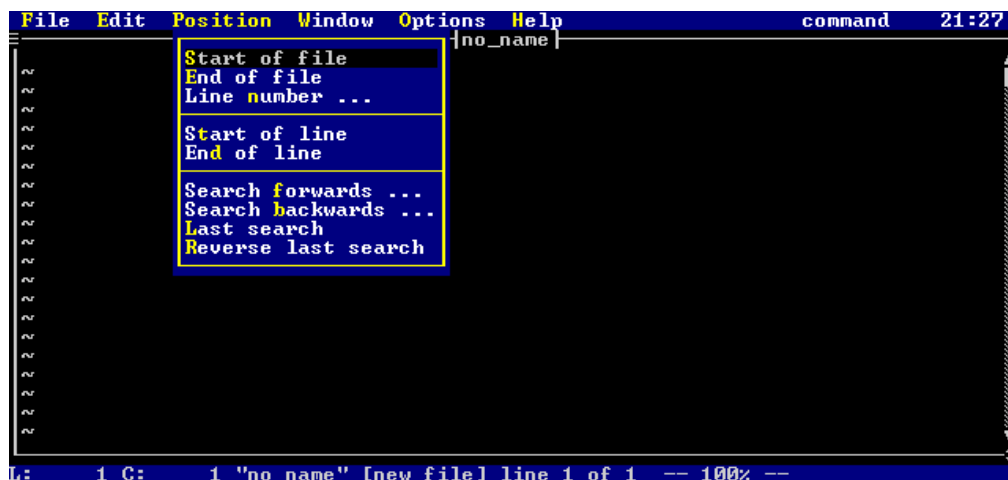 File Edit Position Window Options Help command 21:27
no_name
Start of file
~
End of file
~
Line number ...
~
~
Start of line
~
End of line
~
~
Search forwards ...
~
Search backwards ...
~
Last search
~
Reverse last search
~
~
~
~
~
~
~
~
~
~
L: 1 C: 1 "no_name" [new file] line 1 of 1 -- 100% --